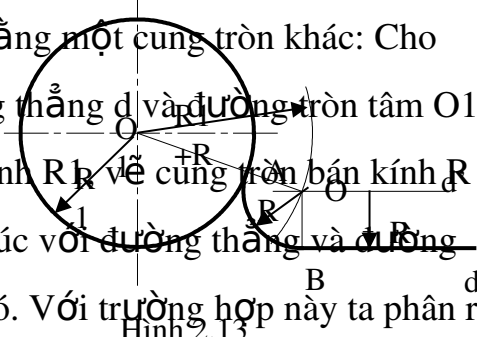 ằng một cung tròn khác: Cho
g thẳng d và đường tròn tâm O1
R1
O
1
+R
nh R1, vẽ cung tròn bán kính R
R
1
A
O
d'
R
R
úc với đường thẳng và đường
B
d
ó. Với trường hợp này ta phân r
Hình 2.13